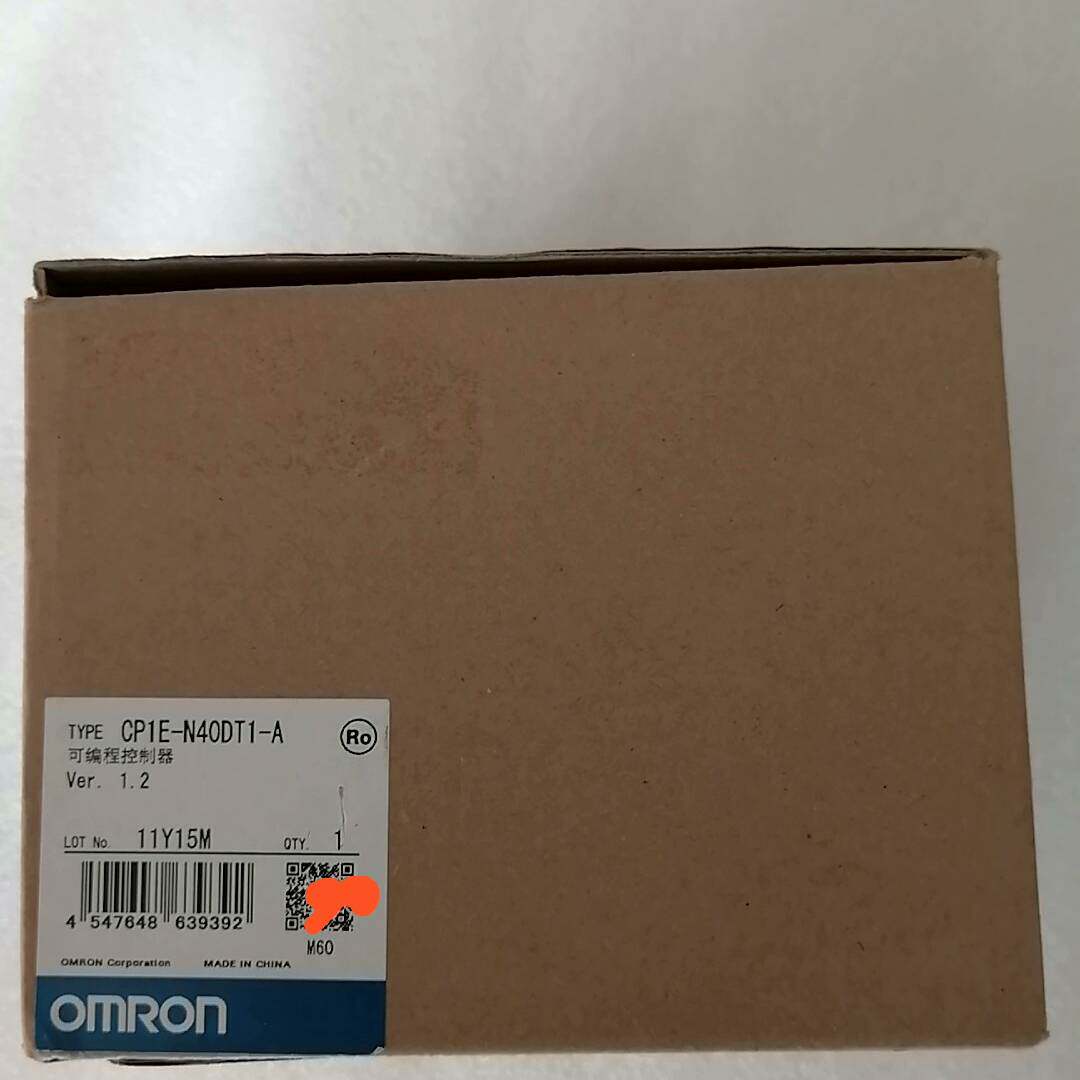 TYPE CP1E-N40DT1-A Ro
可编程控制器
Ver. 1.2
LOT No. 11Y15M QTY. 1
4 547648 639392
M60
OMRON Corporation MADE IN CHINA
OMRON